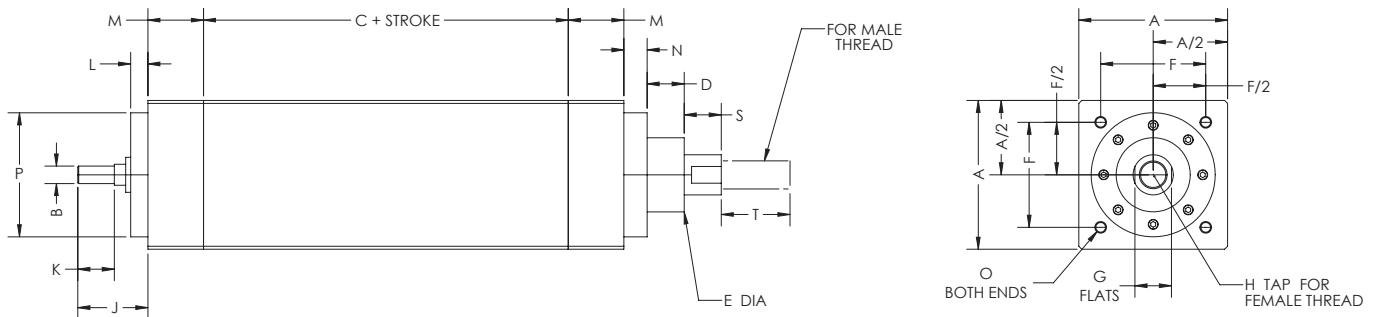 M
C + STROKE
M
FOR MALE
THREAD
L
N
D
S
P
B
K
J
T
E DIA
A
A/2
F
F/2
F/2
A/2
F
A
O
BOTH ENDS
G
FLATS
H TAP FOR
FEMALE THREAD